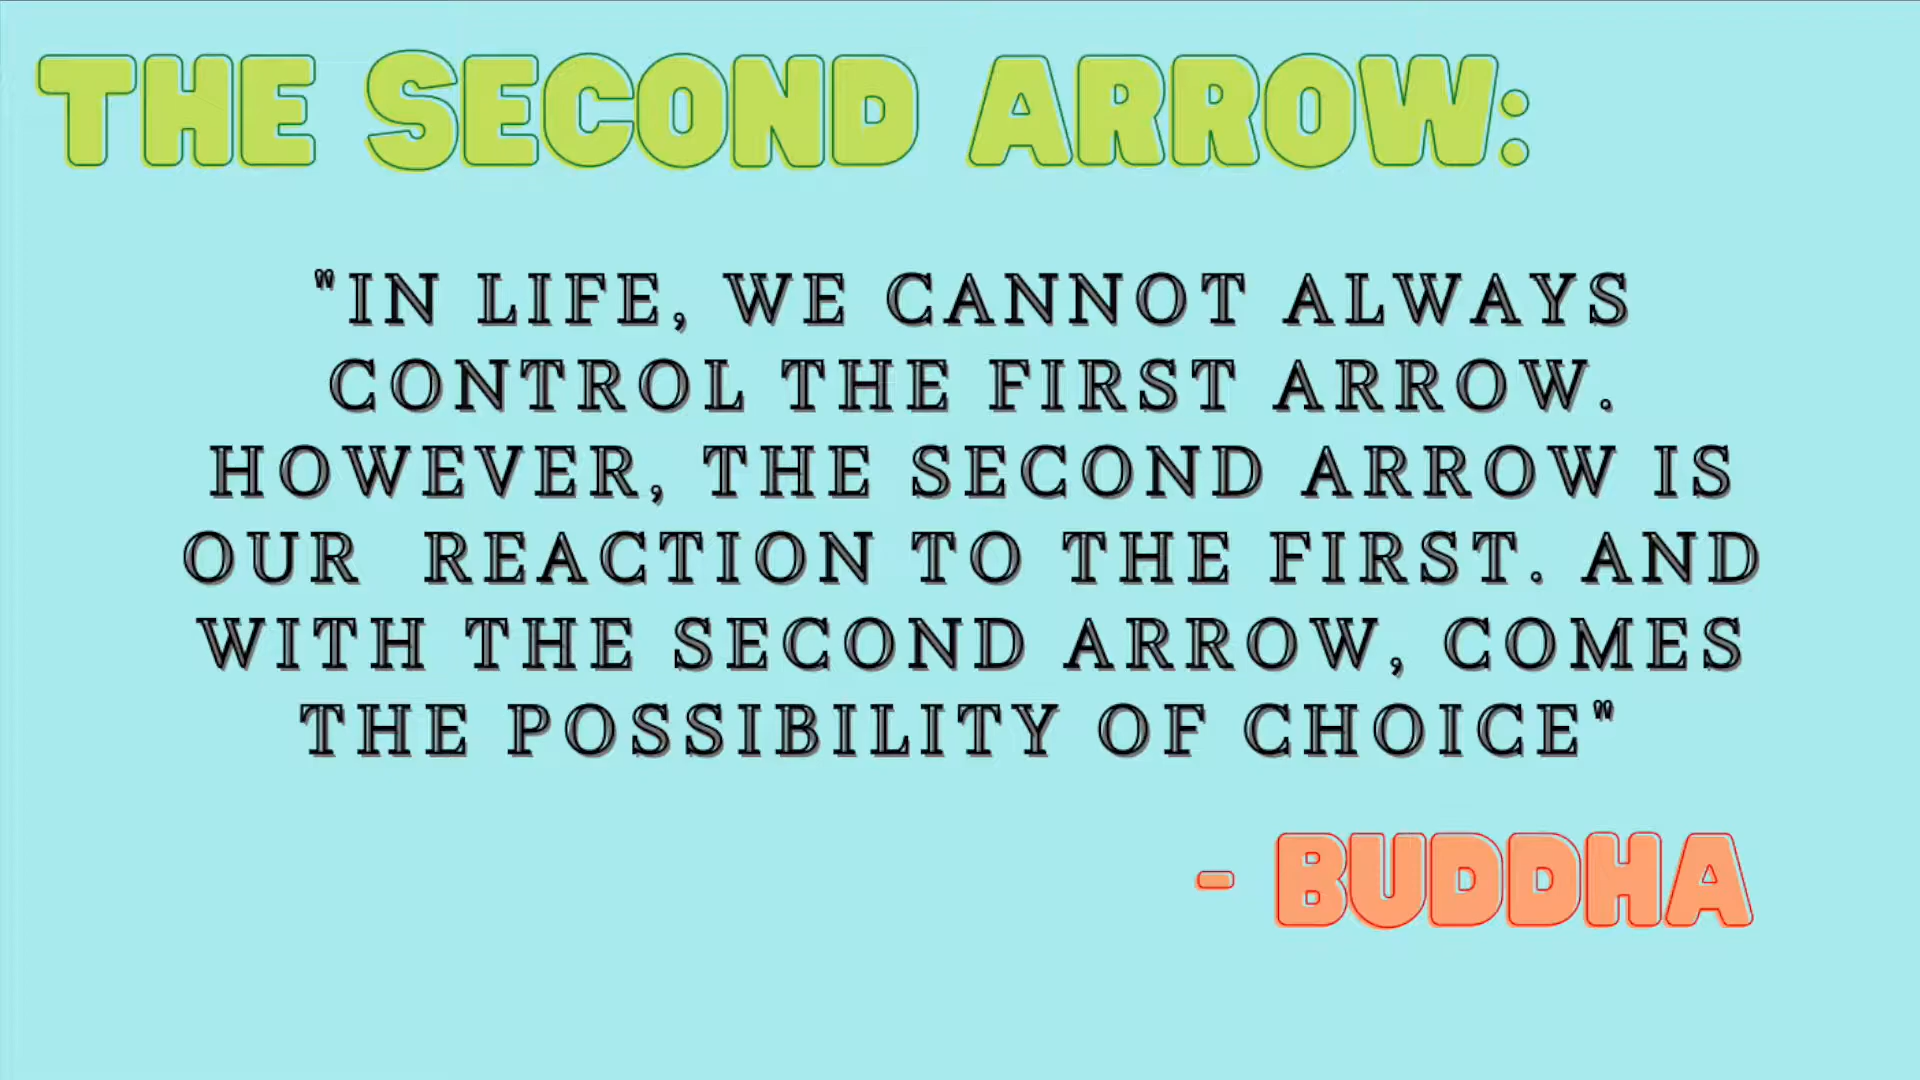 THE SECOND ARROW:
"IN LIFE, WE CANNOT ALWAYS
CONTROL THE FIRST ARROW.
HOWEVER, THE SECOND ARROW IS
OUR  REACTION TO THE FIRST. AND
WITH THE SECOND ARROW, COMES
THE POSSIBILITY OF CHOICE"
- BUDDHA